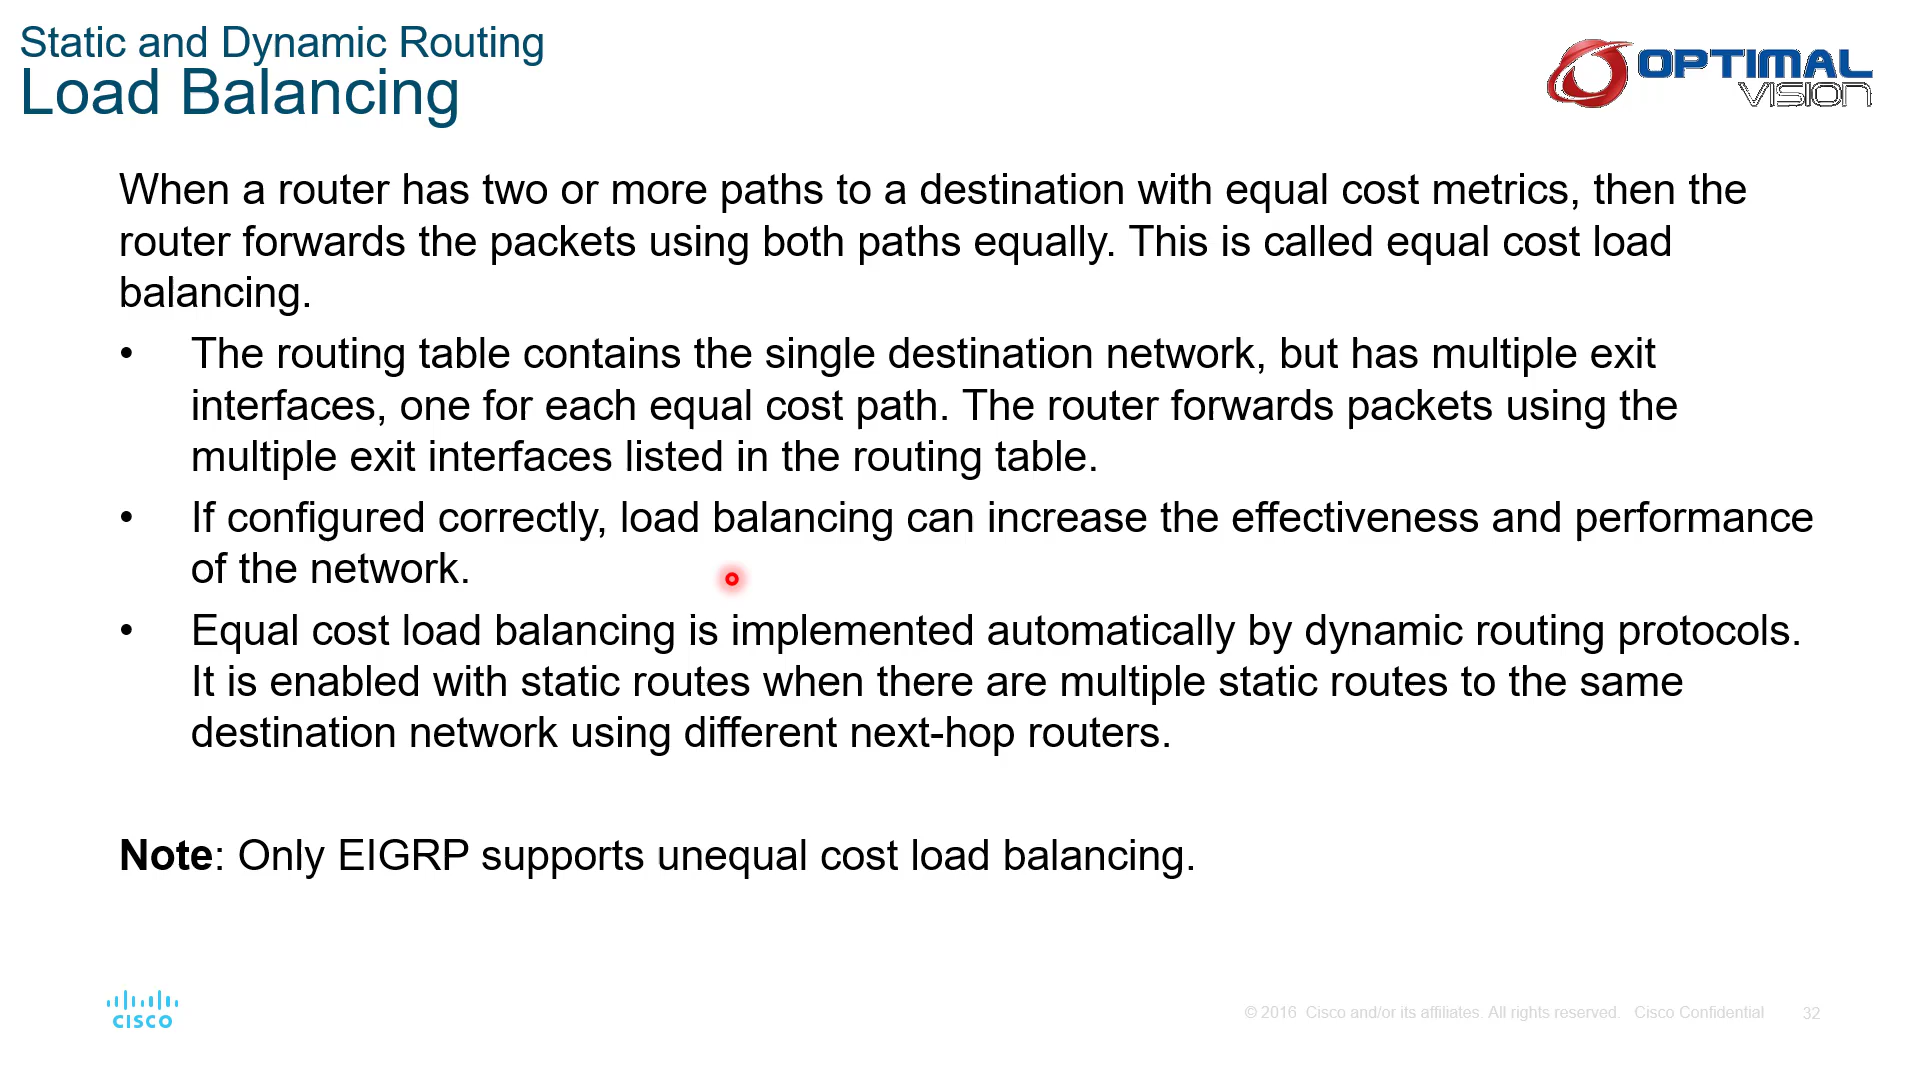 Static and Dynamic Routing
Load Balancing
OPTIMAL
VISION
When a router has two or more paths to a destination with equal cost metrics, then the
router forwards the packets using both paths equally. This is called equal cost load
balancing.
• The routing table contains the single destination network, but has multiple exit
interfaces, one for each equal cost path. The router forwards packets using the
multiple exit interfaces listed in the routing table.
• If configured correctly, load balancing can increase the effectiveness and performance
of the network.
• Equal cost load balancing is implemented automatically by dynamic routing protocols.
It is enabled with static routes when there are multiple static routes to the same
destination network using different next-hop routers.
Note: Only EIGRP supports unequal cost load balancing.
CISCO
© 2016 Cisco and/or its affiliates. All rights reserved. Cisco Confidential 32